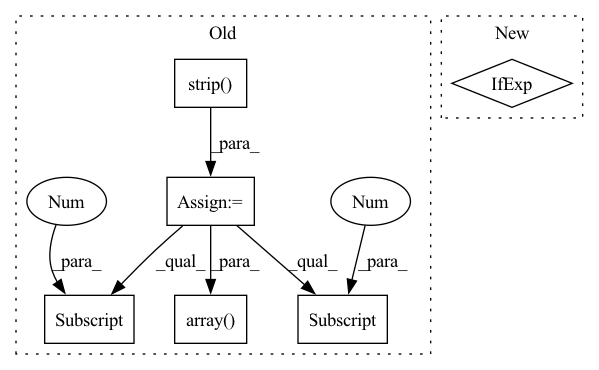 Old
New
strip()
IfExp
_para_
Num
Assign:=
Num
_para_
_qual_
_para_
_qual_
_para_
Subscript
array()
Subscript